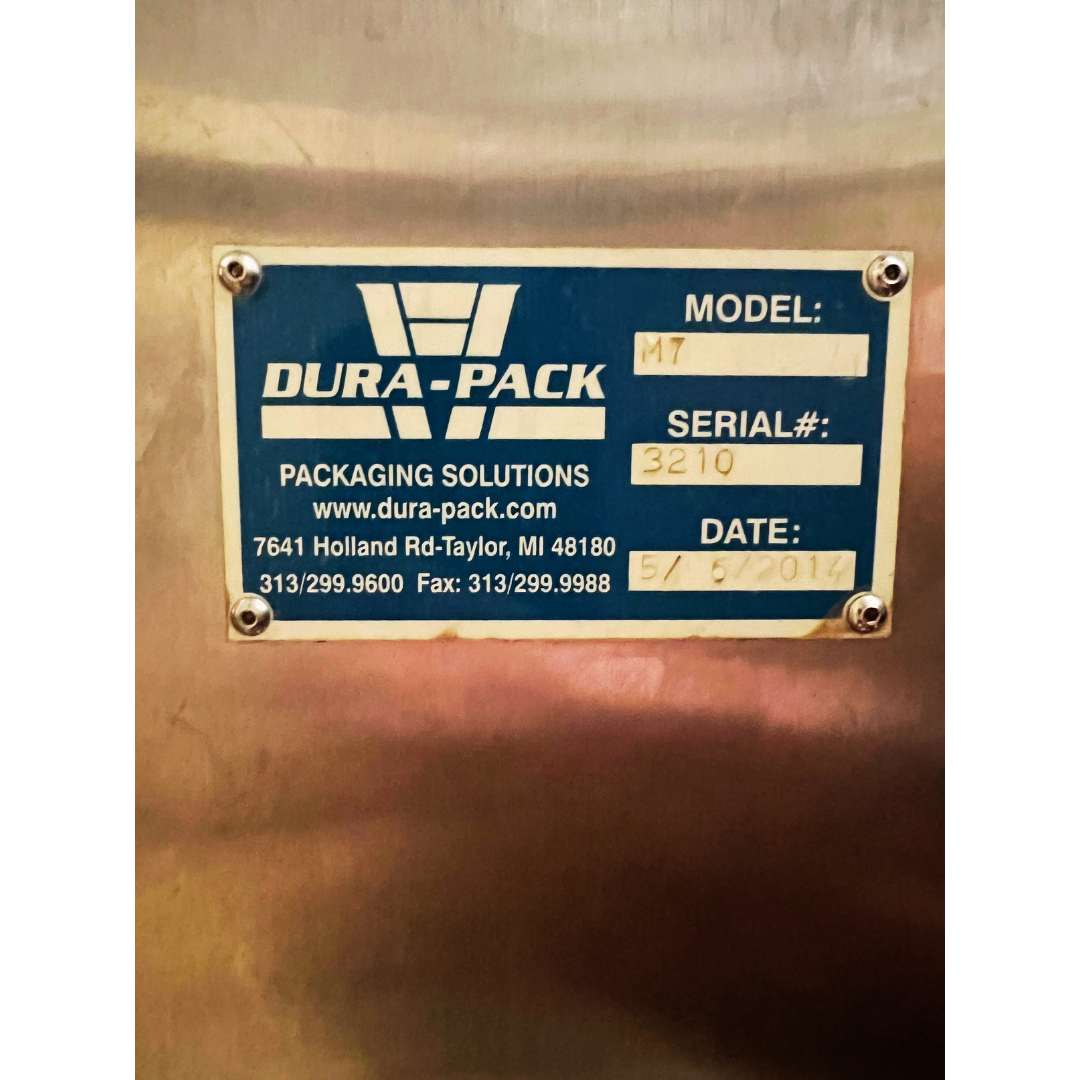 DURA-PACK
PACKAGING SOLUTIONS
www.dura-pack.com
7641 Holland Rd-Taylor, MI 48180
313/299.9600 Fax: 313/299.9988
MODEL:
M7
SERIAL#:
3210
DATE:
5/ 6/2014